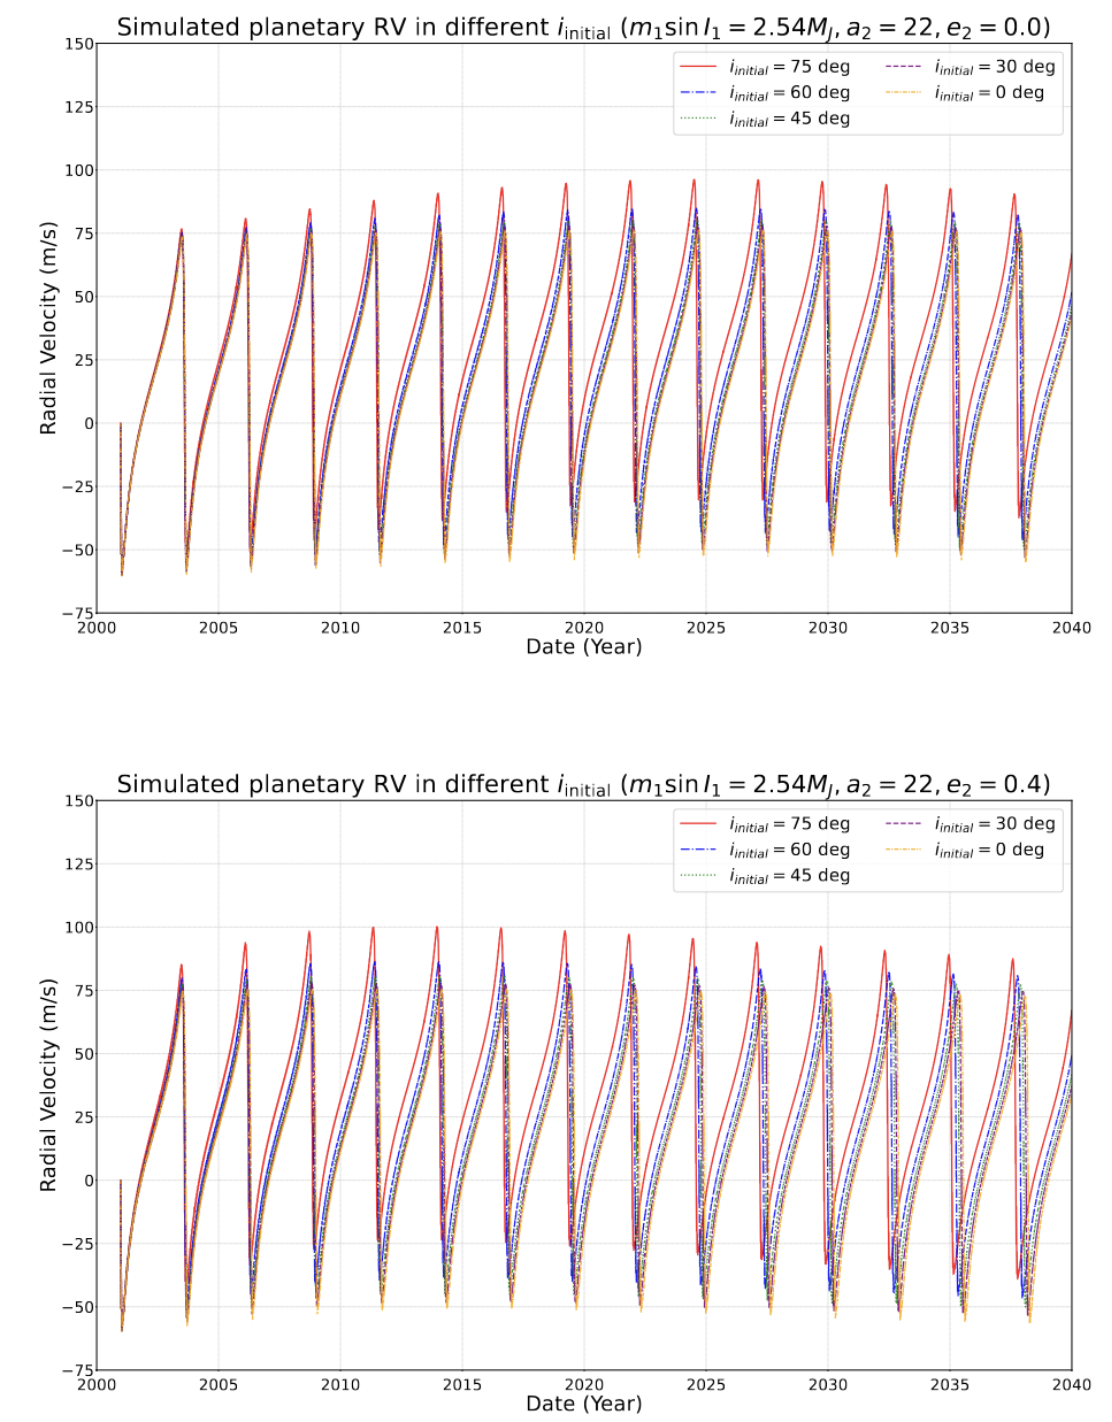 Simulated planetary RV in different i_initial (m₁sin I₁ = 2.54M_J, a₂ = 22, e₂ = 0.0)
150
125
100
75
50
25
0
−25
−50
−75
Radial Velocity (m/s)
i_initial = 75 deg
i_initial = 60 deg
i_initial = 45 deg
i_initial = 30 deg
i_initial = 0 deg
2000 2005 2010 2015 2020 2025 2030 2035 2040
Date (Year)
Simulated planetary RV in different i_initial (m₁sin I₁ = 2.54M_J, a₂ = 22, e₂ = 0.4)
150
125
100
75
50
25
0
−25
−50
−75
Radial Velocity (m/s)
i_initial = 75 deg
i_initial = 60 deg
i_initial = 45 deg
i_initial = 30 deg
i_initial = 0 deg
2000 2005 2010 2015 2020 2025 2030 2035 2040
Date (Year)